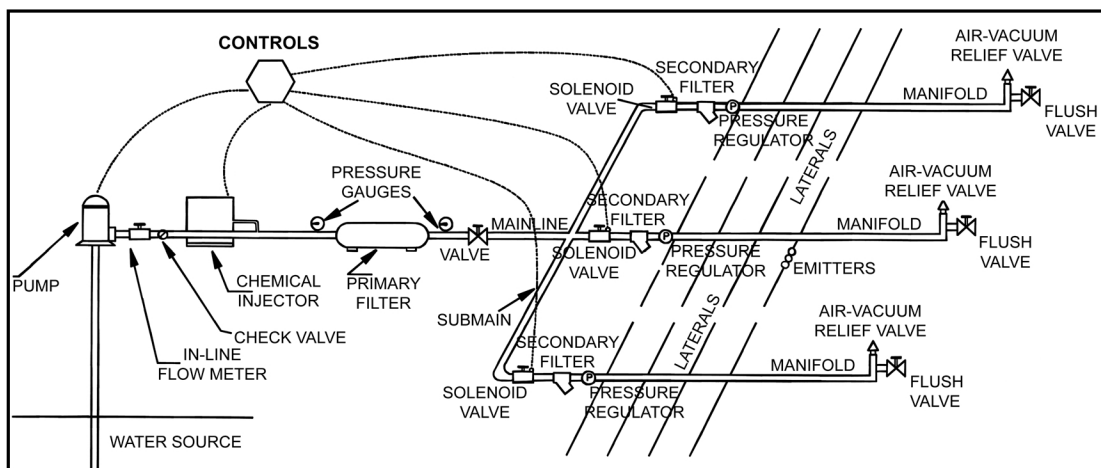 CONTROLS
AIR-VACUUM
RELIEF VALVE
SECONDARY
FILTER
SOLENOID
VALVE
P
MANIFOLD
FLUSH
VALVE
PRESSURE
REGULATOR
LATERALS
PRESSURE
GAUGES
AIR-VACUUM
RELIEF VALVE
SECONDARY
FILTER
MAINLINE
P
MANIFOLD
VALVE
SOLENOID
VALVE
PRESSURE
REGULATOR
FLUSH
VALVE
EMITTERS
PUMP
CHEMICAL
INJECTOR
PRIMARY
FILTER
SUBMAIN
CHECK VALVE
IN-LINE
FLOW METER
AIR-VACUUM
RELIEF VALVE
LATERALS
SECONDARY
FILTER
P
MANIFOLD
SOLENOID
VALVE
PRESSURE
REGULATOR
FLUSH
VALVE
WATER SOURCE